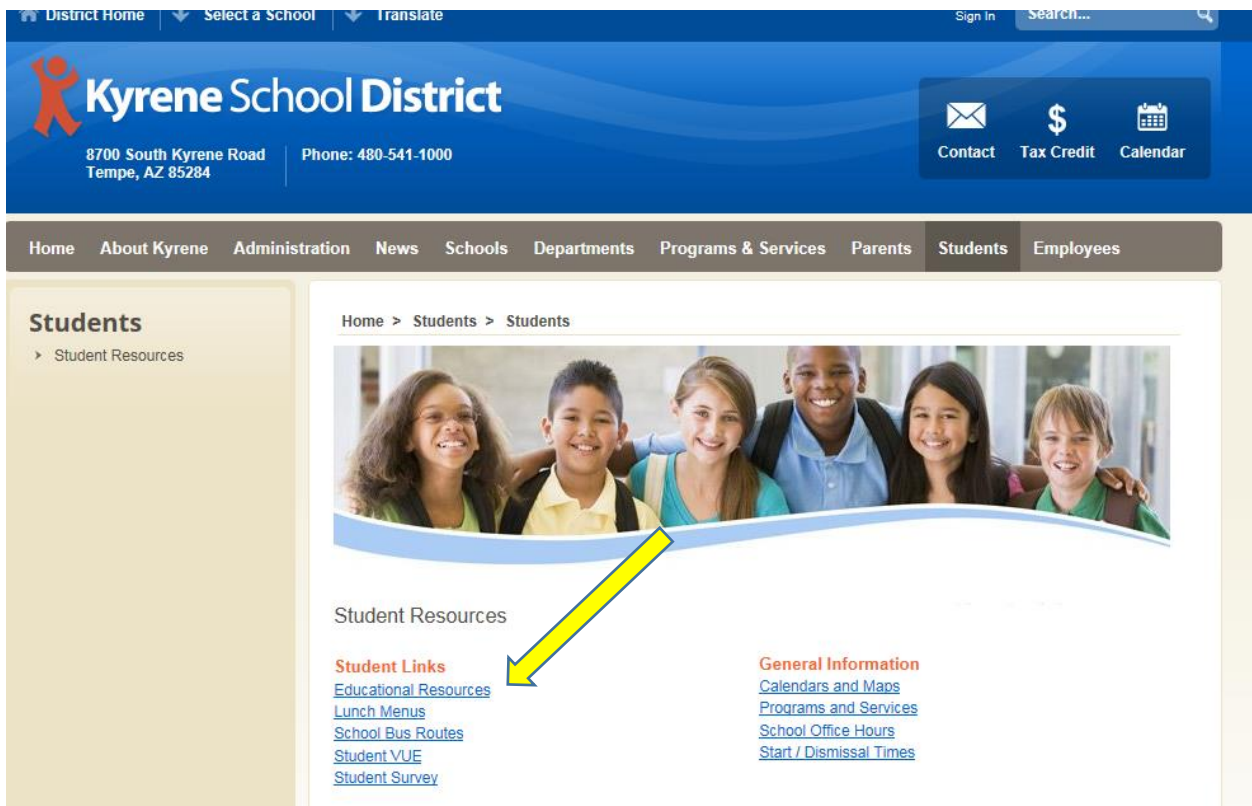 District Home Select a School Translate Sign In Search...
Kyrene School District
8700 South Kyrene Road Phone: 480-541-1000
Tempe, AZ 85284
Contact Tax Credit Calendar
Home About Kyrene Administration News Schools Departments Programs & Services Parents Students Employees
Students
Student Resources
Home > Students > Students
Student Resources
Student Links
Educational Resources
Lunch Menus
School Bus Routes
Student VUE
Student Survey
General Information
Calendars and Maps
Programs and Services
School Office Hours
Start / Dismissal Times